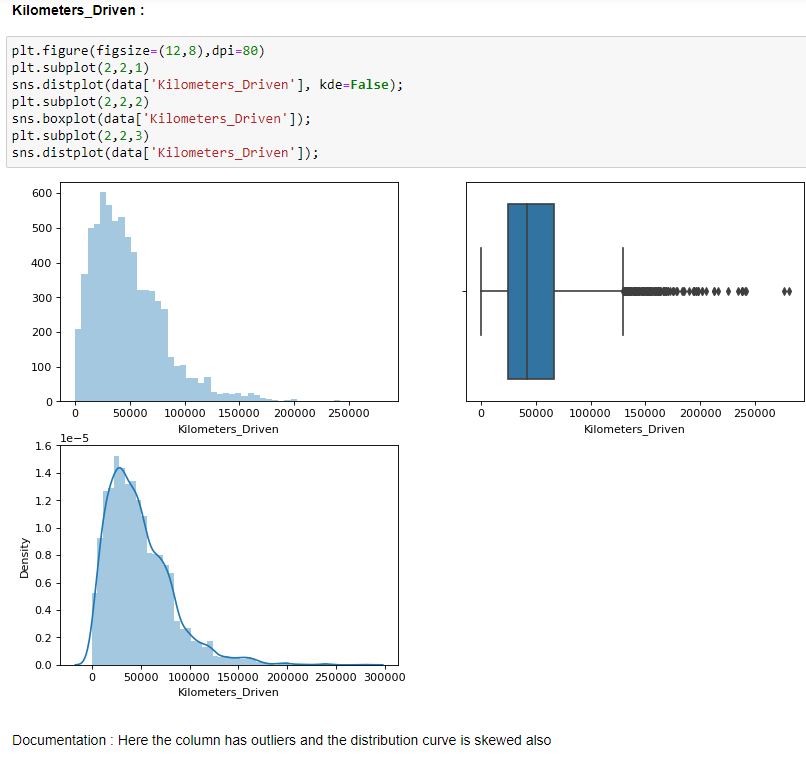 Kilometers_Driven :
plt.figure(figsize=(12,8),dpi=80)
plt.subplot(2,2,1)
sns.distplot(data['Kilometers_Driven'], kde=False);
plt.subplot(2,2,2)
sns.boxplot(data['Kilometers_Driven']);
plt.subplot(2,2,3)
sns.distplot(data['Kilometers_Driven']);
600
500
400
300
200
100
0
0 50000 100000 150000 200000 250000
Kilometers_Driven
0 50000 100000 150000 200000 250000
Kilometers_Driven
1e−5
1.6
1.4
1.2
1.0
0.8
0.6
0.4
0.2
0.0
Density
0 50000 100000 150000 200000 250000 300000
Kilometers_Driven
Documentation : Here the column has outliers and the distribution curve is skewed also